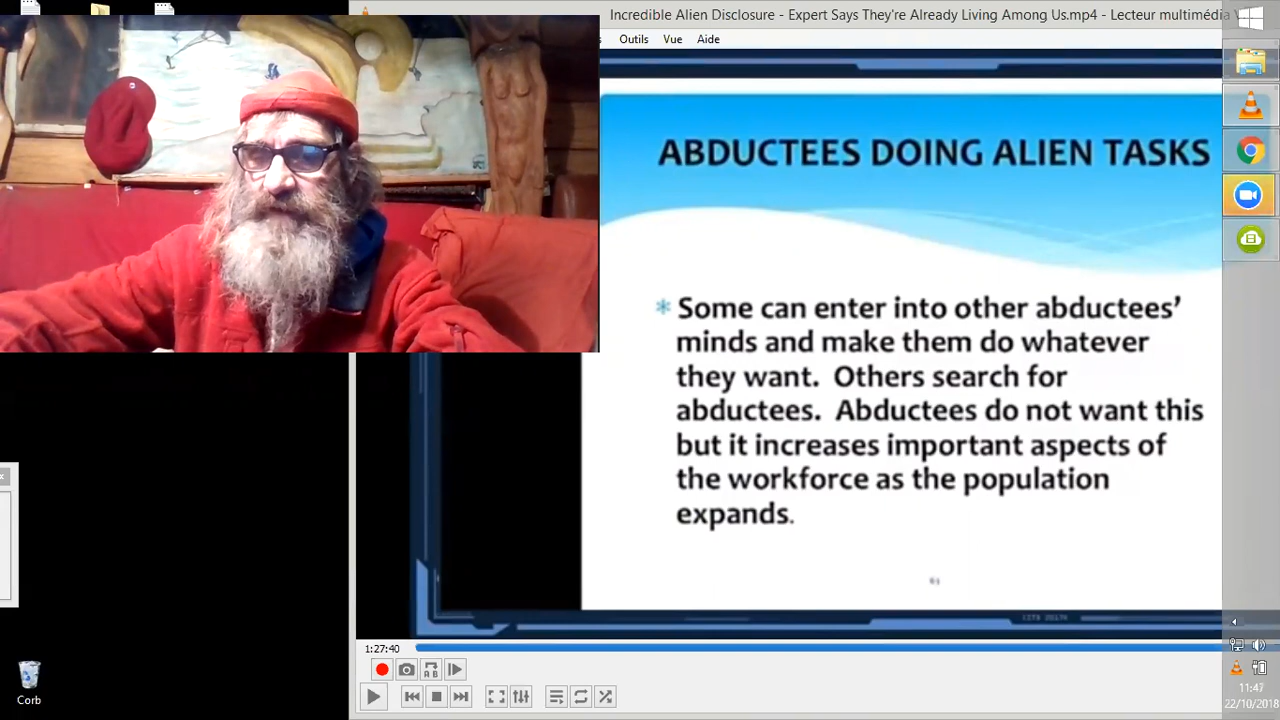 Incredible Alien Disclosure - Expert Says They're Already Living Among Us.mp4 - Lecteur multimédia
Outils Vue Aide
ABDUCTEES DOING ALIEN TASKS
* Some can enter into other abductees’
minds and make them do whatever
they want. Others search for
abductees. Abductees do not want this
but it increases important aspects of
the workforce as the population
expands.
63
1:27:40
A B
Corb
11:47
22/10/2018